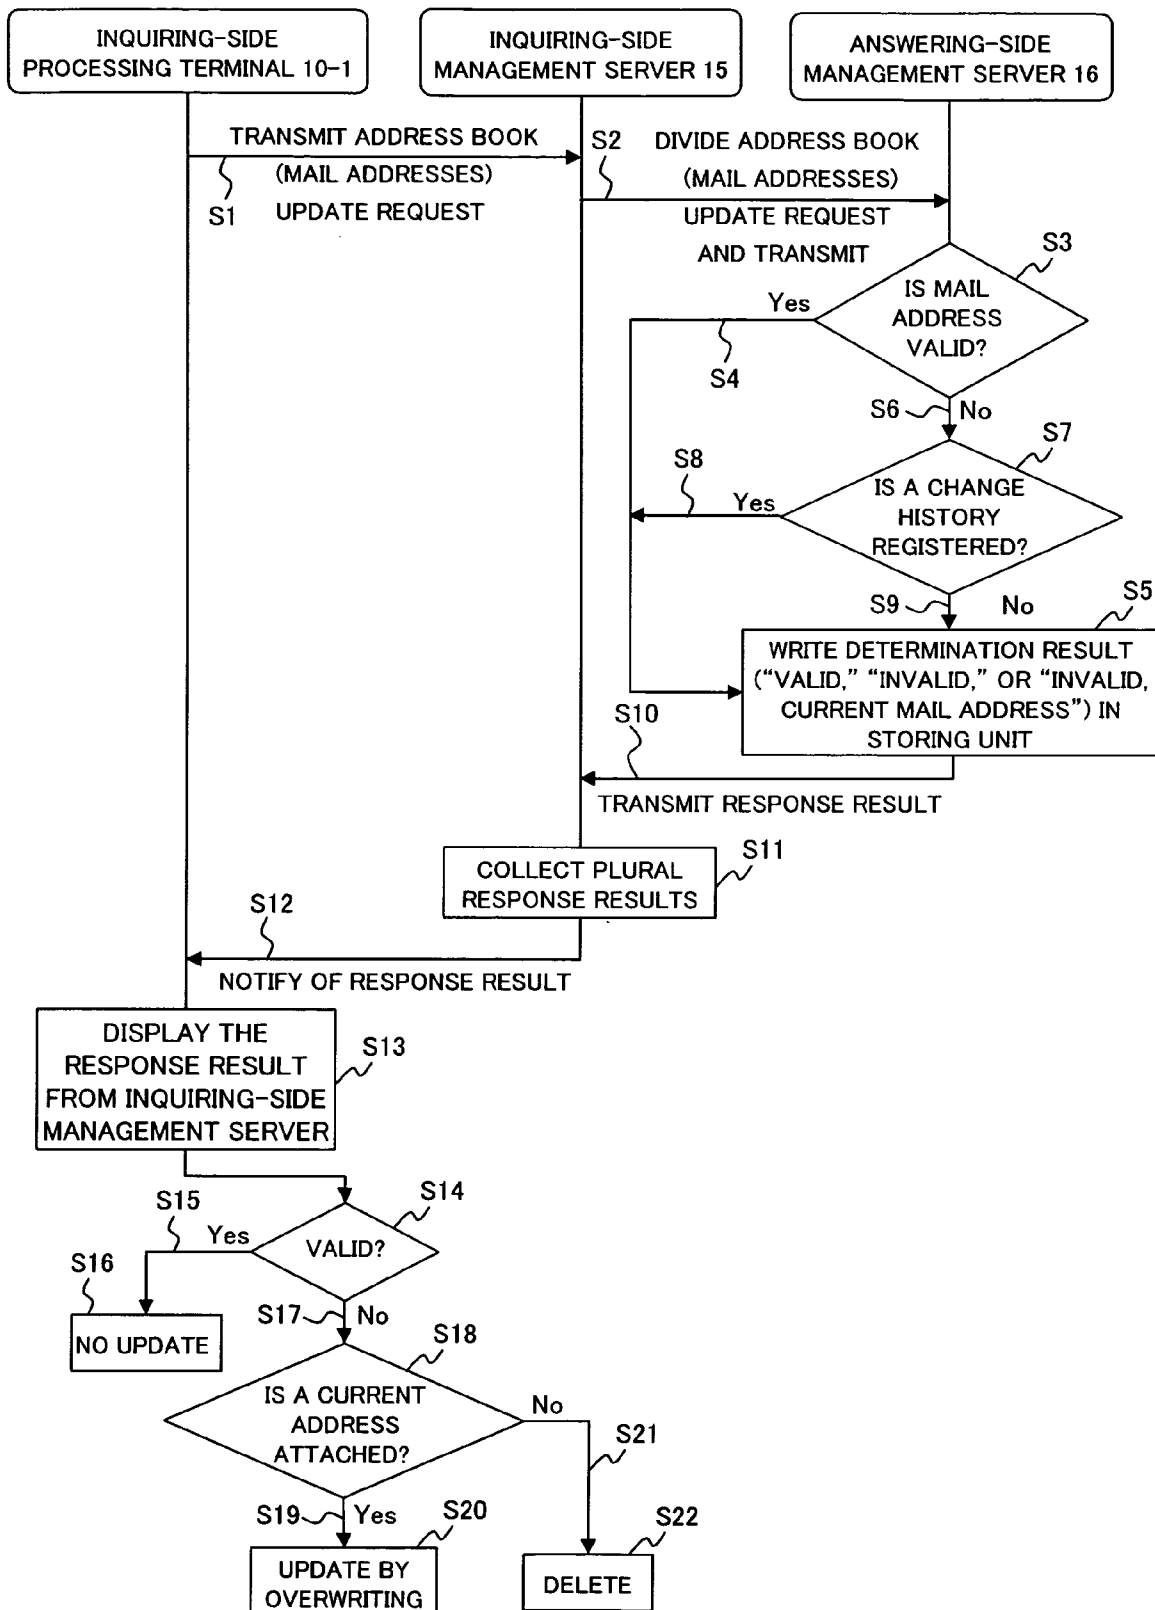 INQUIRING-SIDE
PROCESSING TERMINAL 10-1
INQUIRING-SIDE
MANAGEMENT SERVER 15
ANSWERING-SIDE
MANAGEMENT SERVER 16
TRANSMIT ADDRESS BOOK
(MAIL ADDRESSES)
UPDATE REQUEST
S1
S2
DIVIDE ADDRESS BOOK
(MAIL ADDRESSES)
UPDATE REQUEST
AND TRANSMIT
S3
IS MAIL
ADDRESS
VALID?
Yes
S4
S6
No
S7
IS A CHANGE
HISTORY
REGISTERED?
S8
Yes
S9
No
S5
WRITE DETERMINATION RESULT
(“VALID,” “INVALID,” OR “INVALID,
CURRENT MAIL ADDRESS”) IN
STORING UNIT
S10
TRANSMIT RESPONSE RESULT
COLLECT PLURAL
RESPONSE RESULTS
S11
S12
NOTIFY OF RESPONSE RESULT
DISPLAY THE
RESPONSE RESULT
FROM INQUIRING-SIDE
MANAGEMENT SERVER
S13
S14
VALID?
S15
Yes
S16
NO UPDATE
S17
No
S18
IS A CURRENT
ADDRESS
ATTACHED?
No
S21
S19
Yes
S20
UPDATE BY
OVERWRITING
S22
DELETE